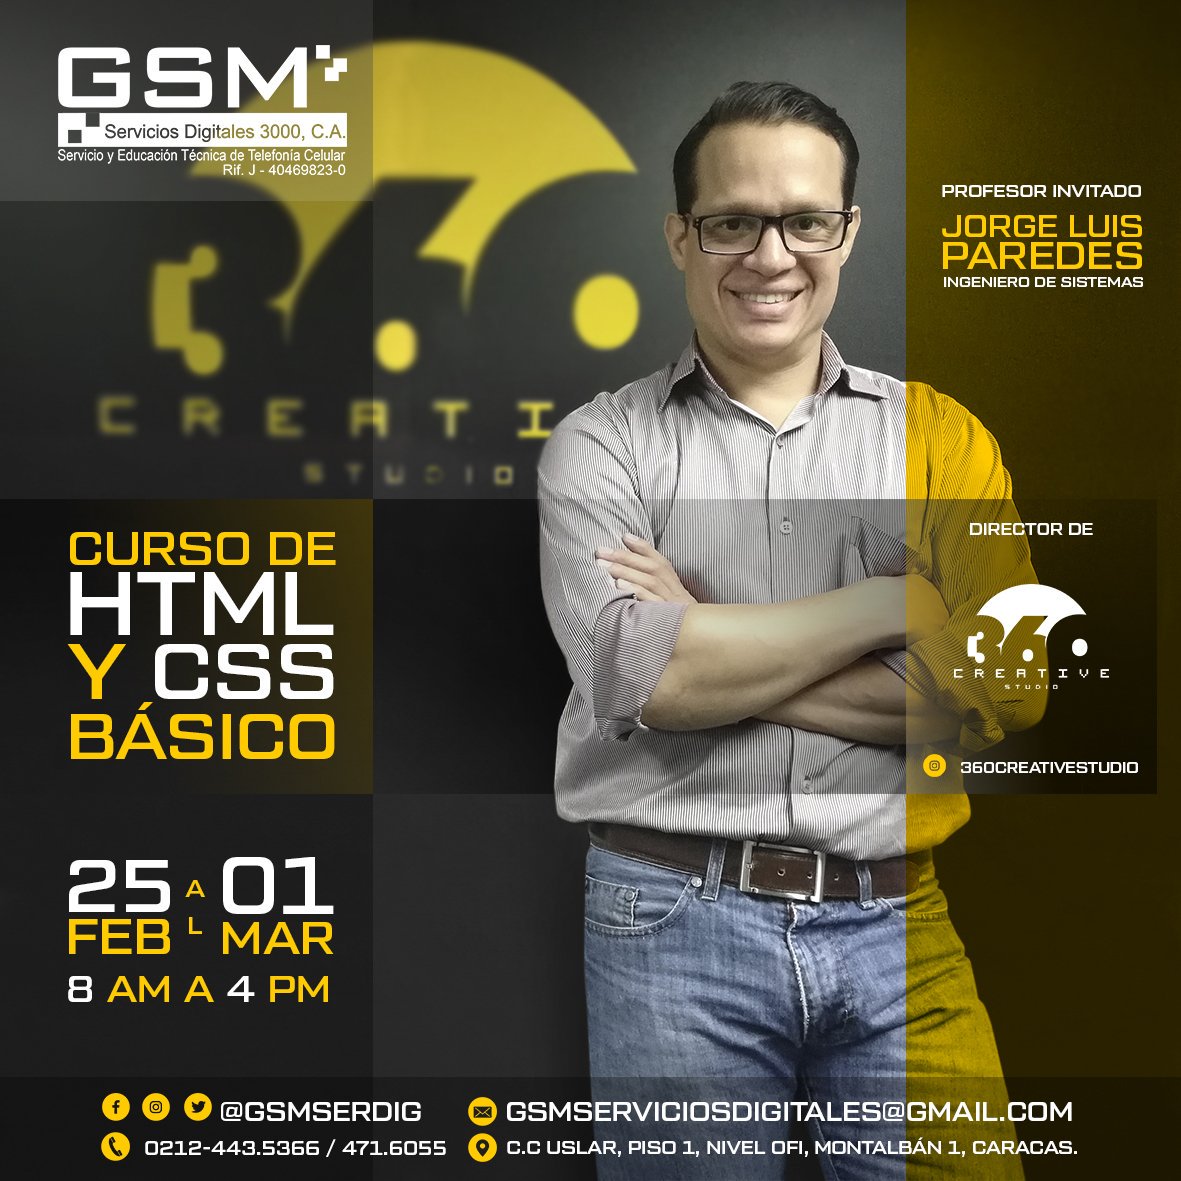 GSM
Servicios Digitales 3000, C.A.
Servicio y Educación Técnica de Telefonía Celular
Rif. J - 40469823-0
360
CREATI
STUDIO
PROFESOR INVITADO
JORGE LUIS
PAREDES
INGENIERO DE SISTEMAS
CURSO DE
HTML
Y CSS
BÁSICO
DIRECTOR DE
360
CREATIVE
STUDIO
360CREATIVESTUDIO
25 A 01
FEB L MAR
8 AM A 4 PM
@GSMSERDIG
GSMSERVICIOSDIGITALES@GMAIL.COM
0212-443.5366 / 471.6055
C.C USLAR, PISO 1, NIVEL OFI, MONTALBÁN 1, CARACAS.